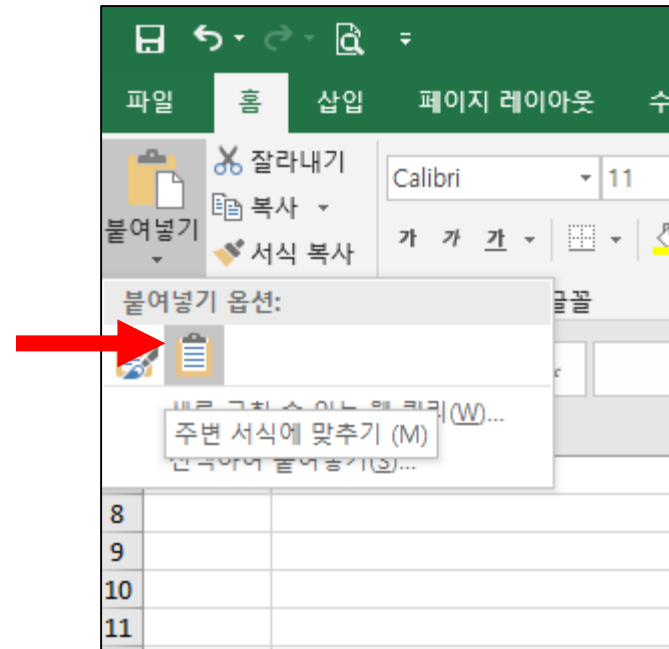 파일 홈 삽입 페이지 레이아웃
잘라내기
Calibri 11
복사
붙여넣기
가 가 가
서식 복사
붙여넣기 옵션:
글꼴
(W)...
주변 서식에 맞추기 (M)
(S)...
8
9
10
11